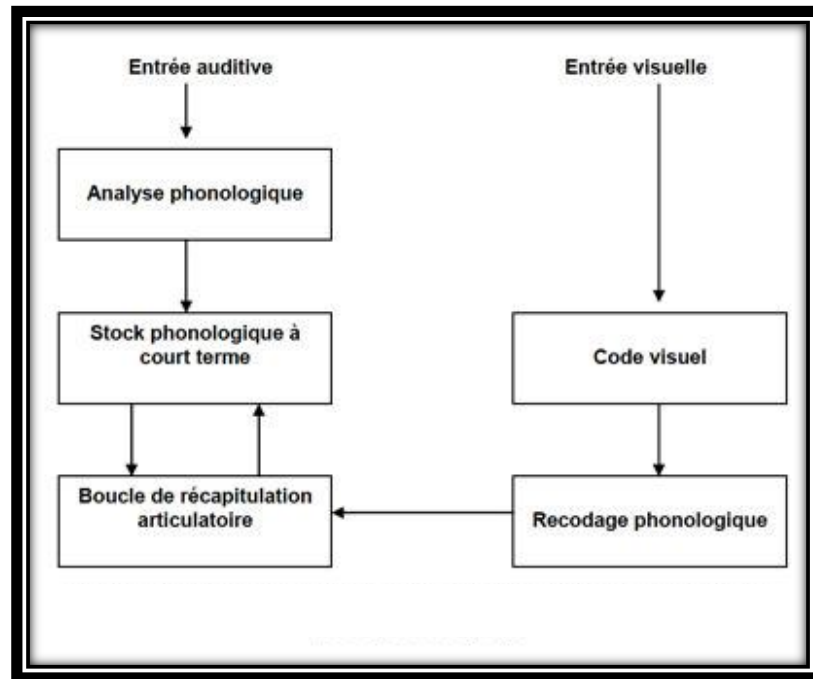 Entrée auditive
Entrée visuelle
Analyse phonologique
Stock phonologique à
court terme
Code visuel
Boucle de récapitulation
articulatoire
Recodage phonologique